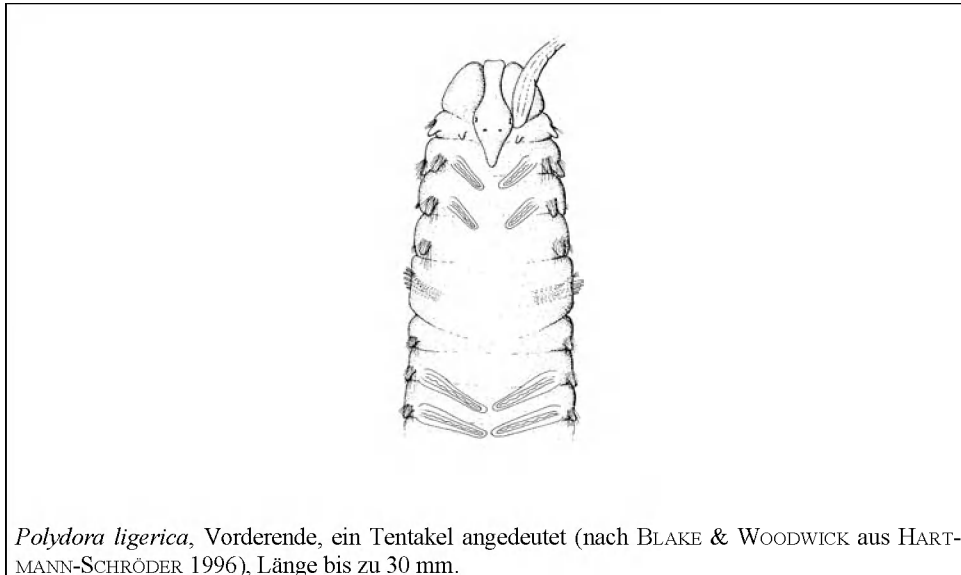 Polydora ligerica, Vorderende, ein Tentakel angedeutet (nach BLAKE & WOODWICK aus HART-
MANN-SCHRÖDER 1996), Länge bis zu 30 mm.